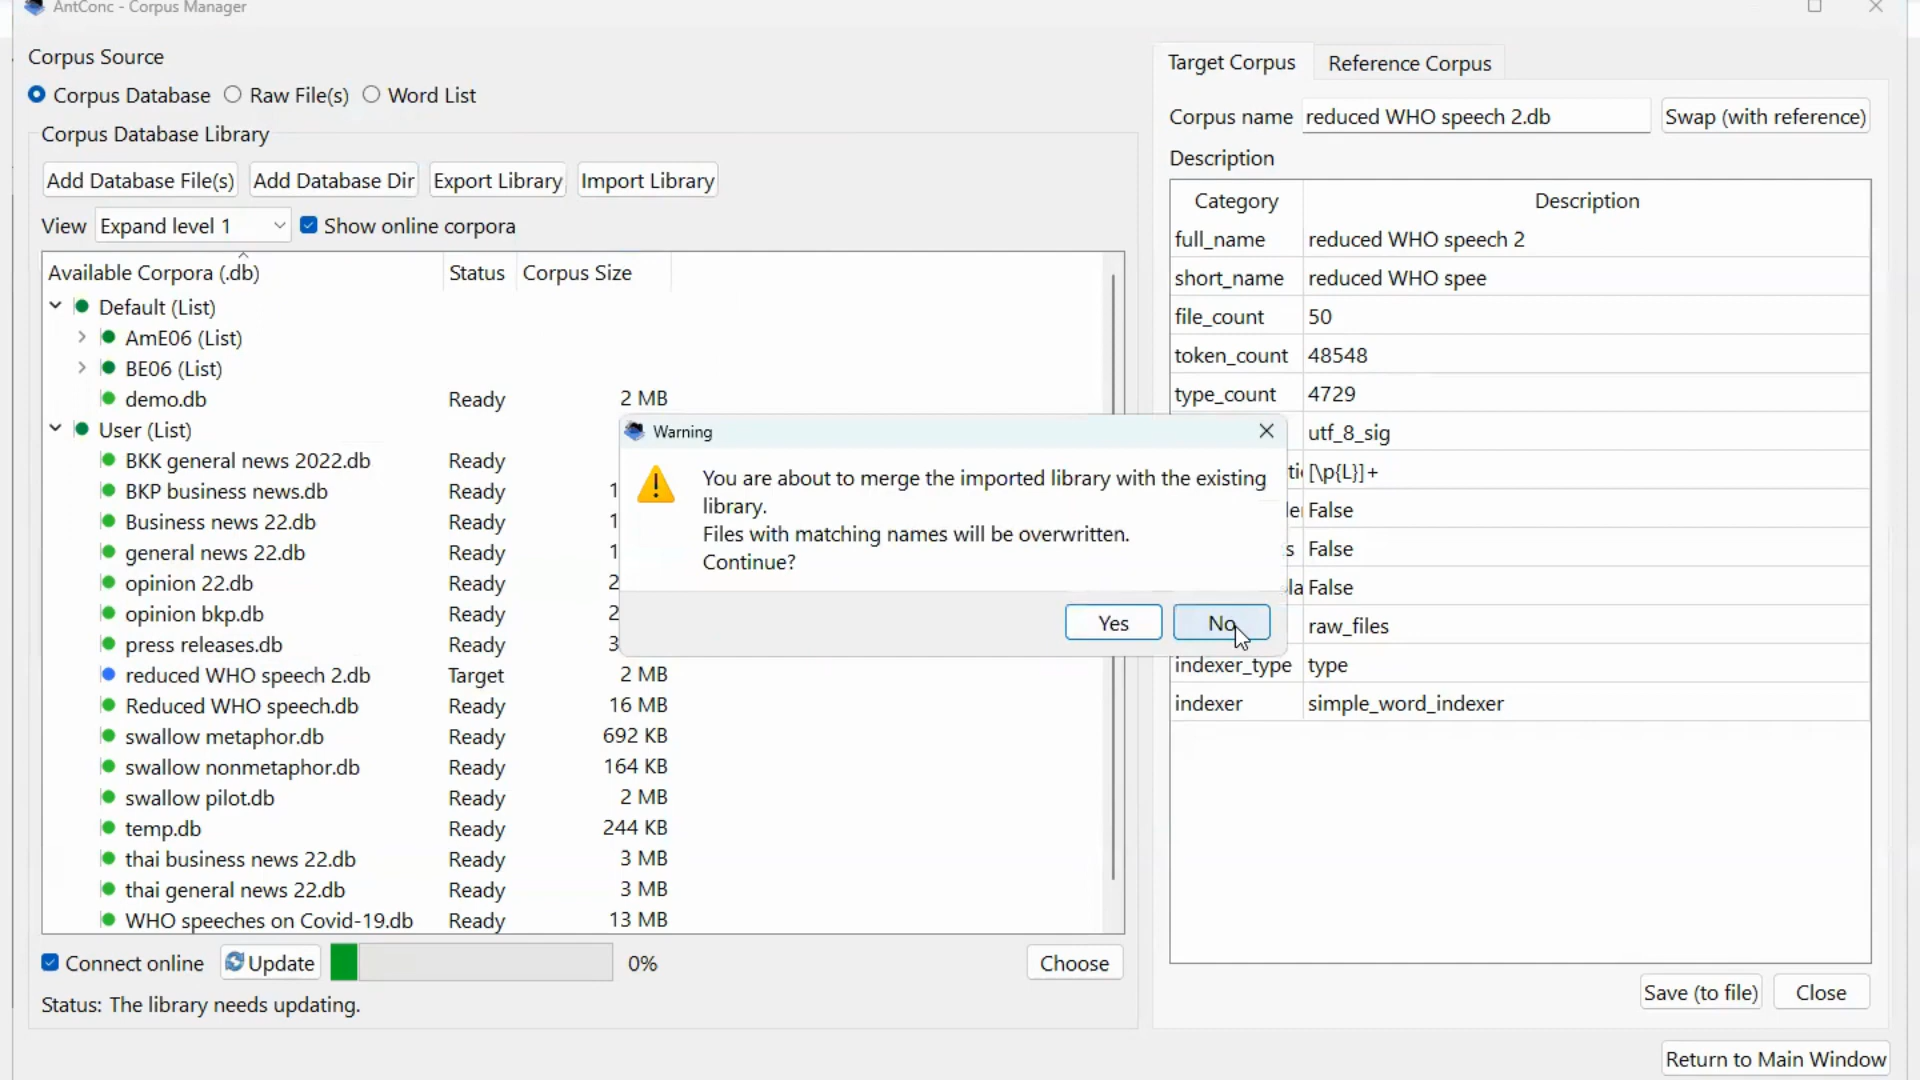 AntConc - Corpus Manager
Corpus Source
Corpus Database Raw File(s) Word List
Corpus Database Library
Add Database File(s) Add Database Dir Export Library Import Library
View Expand level 1 Show online corpora
Available Corpora (.db) Status Corpus Size
Default (List)
AmE06 (List)
BE06 (List)
demo.db Ready 2 MB
User (List)
BKK general news 2022.db Ready
BKP business news.db Ready 1
Business news 22.db Ready 1
general news 22.db Ready 1
opinion 22.db Ready 2
opinion bkp.db Ready 2
press releases.db Ready 3
reduced WHO speech 2.db Target 2 MB
Reduced WHO speech.db Ready 16 MB
swallow metaphor.db Ready 692 KB
swallow nonmetaphor.db Ready 164 KB
swallow pilot.db Ready 2 MB
temp.db Ready 244 KB
thai business news 22.db Ready 3 MB
thai general news 22.db Ready 3 MB
WHO speeches on Covid-19.db Ready 13 MB
Connect online Update 0% Choose
Status: The library needs updating.
Warning
You are about to merge the imported library with the existing
library.
Files with matching names will be overwritten.
Continue?
Yes No
Target Corpus Reference Corpus
Corpus name reduced WHO speech 2.db Swap (with reference)
Description
Category Description
full_name reduced WHO speech 2
short_name reduced WHO spee
file_count 50
token_count 48548
type_count 4729
utf_8_sig
[\p{L}]+
False
False
False
raw_files
indexer_type type
indexer simple_word_indexer
Save (to file) Close
Return to Main Window